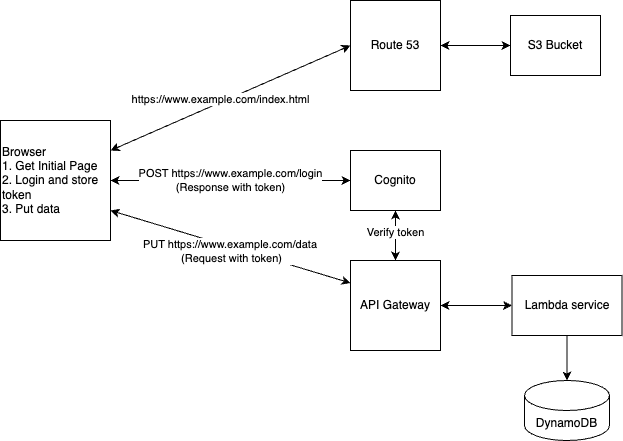 Route 53
S3 Bucket
https://www.example.com/index.html
Browser
1. Get Initial Page
2. Login and store
token
3. Put data
POST https://www.example.com/login
(Response with token)
Cognito
Verify token
PUT https://www.example.com/data
(Request with token)
API Gateway
Lambda service
DynamoDB